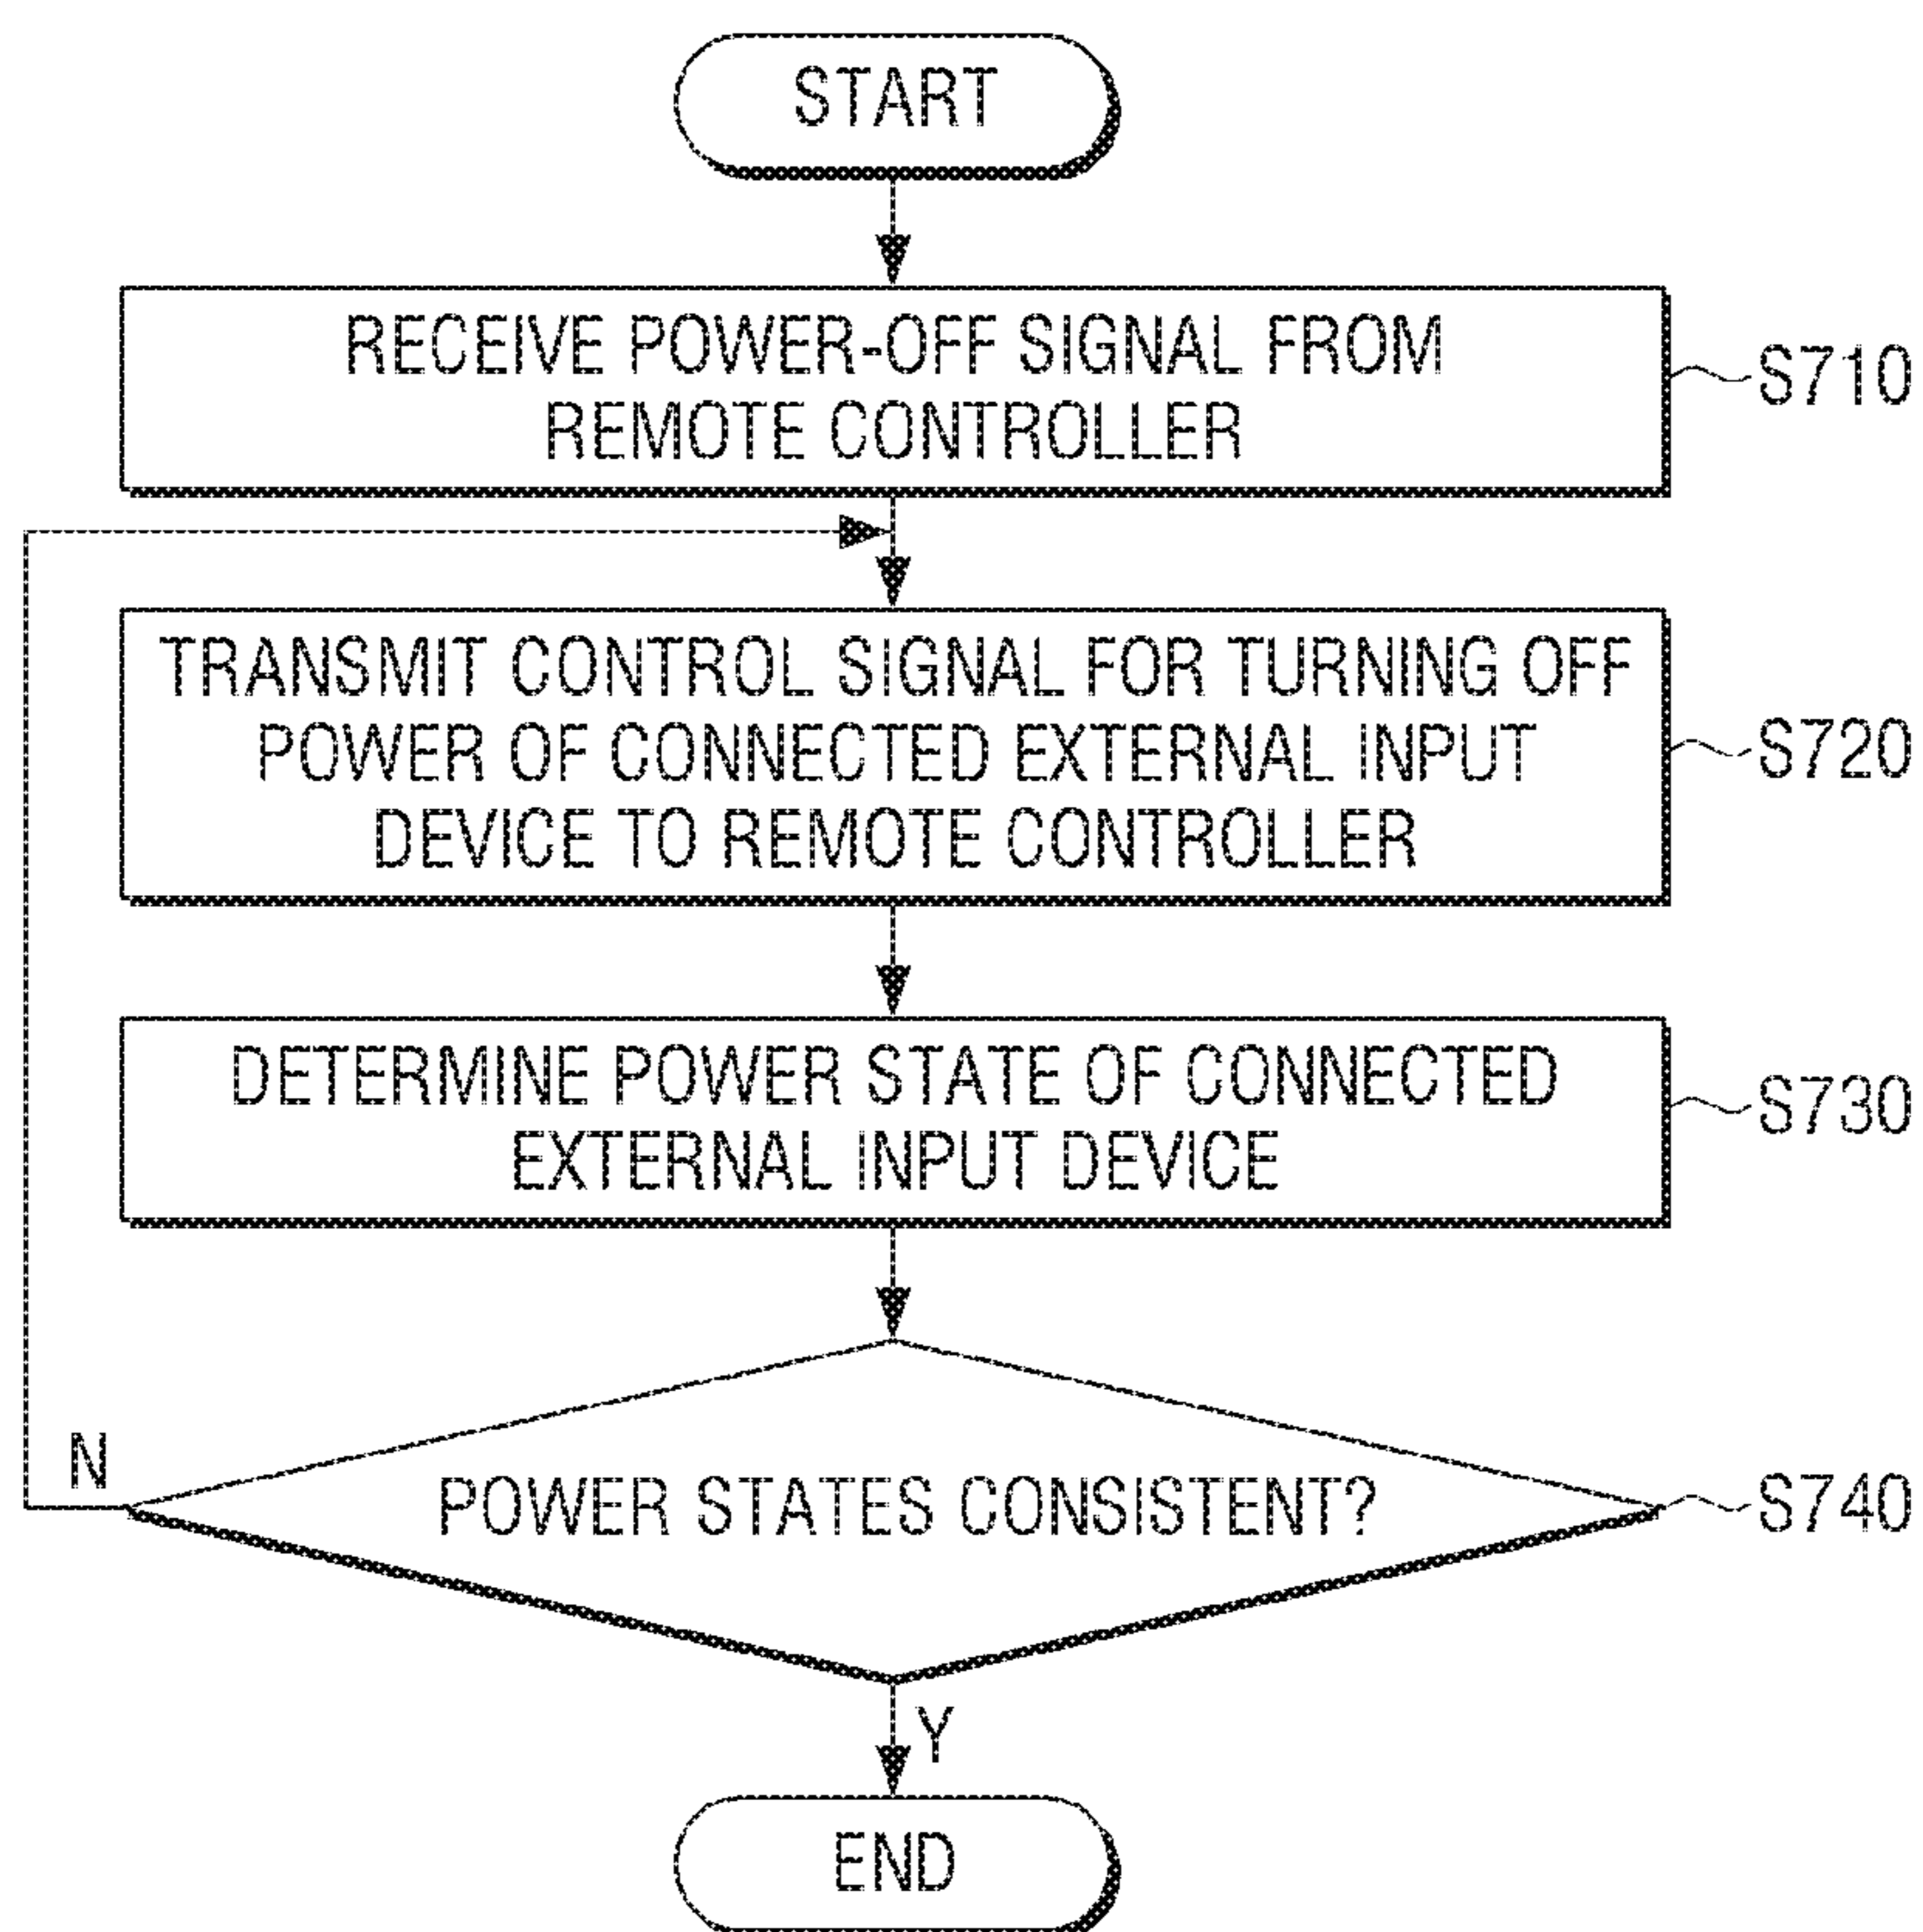 START
RECEIVE POWER-OFF SIGNAL FROM
REMOTE CONTROLLER
S710
TRANSMIT CONTROL SIGNAL FOR TURNING OFF
POWER OF CONNECTED EXTERNAL INPUT
DEVICE TO REMOTE CONTROLLER
S720
DETERMINE POWER STATE OF CONNECTED
EXTERNAL INPUT DEVICE
S730
N
POWER STATES CONSISTENT?
S740
Y
END